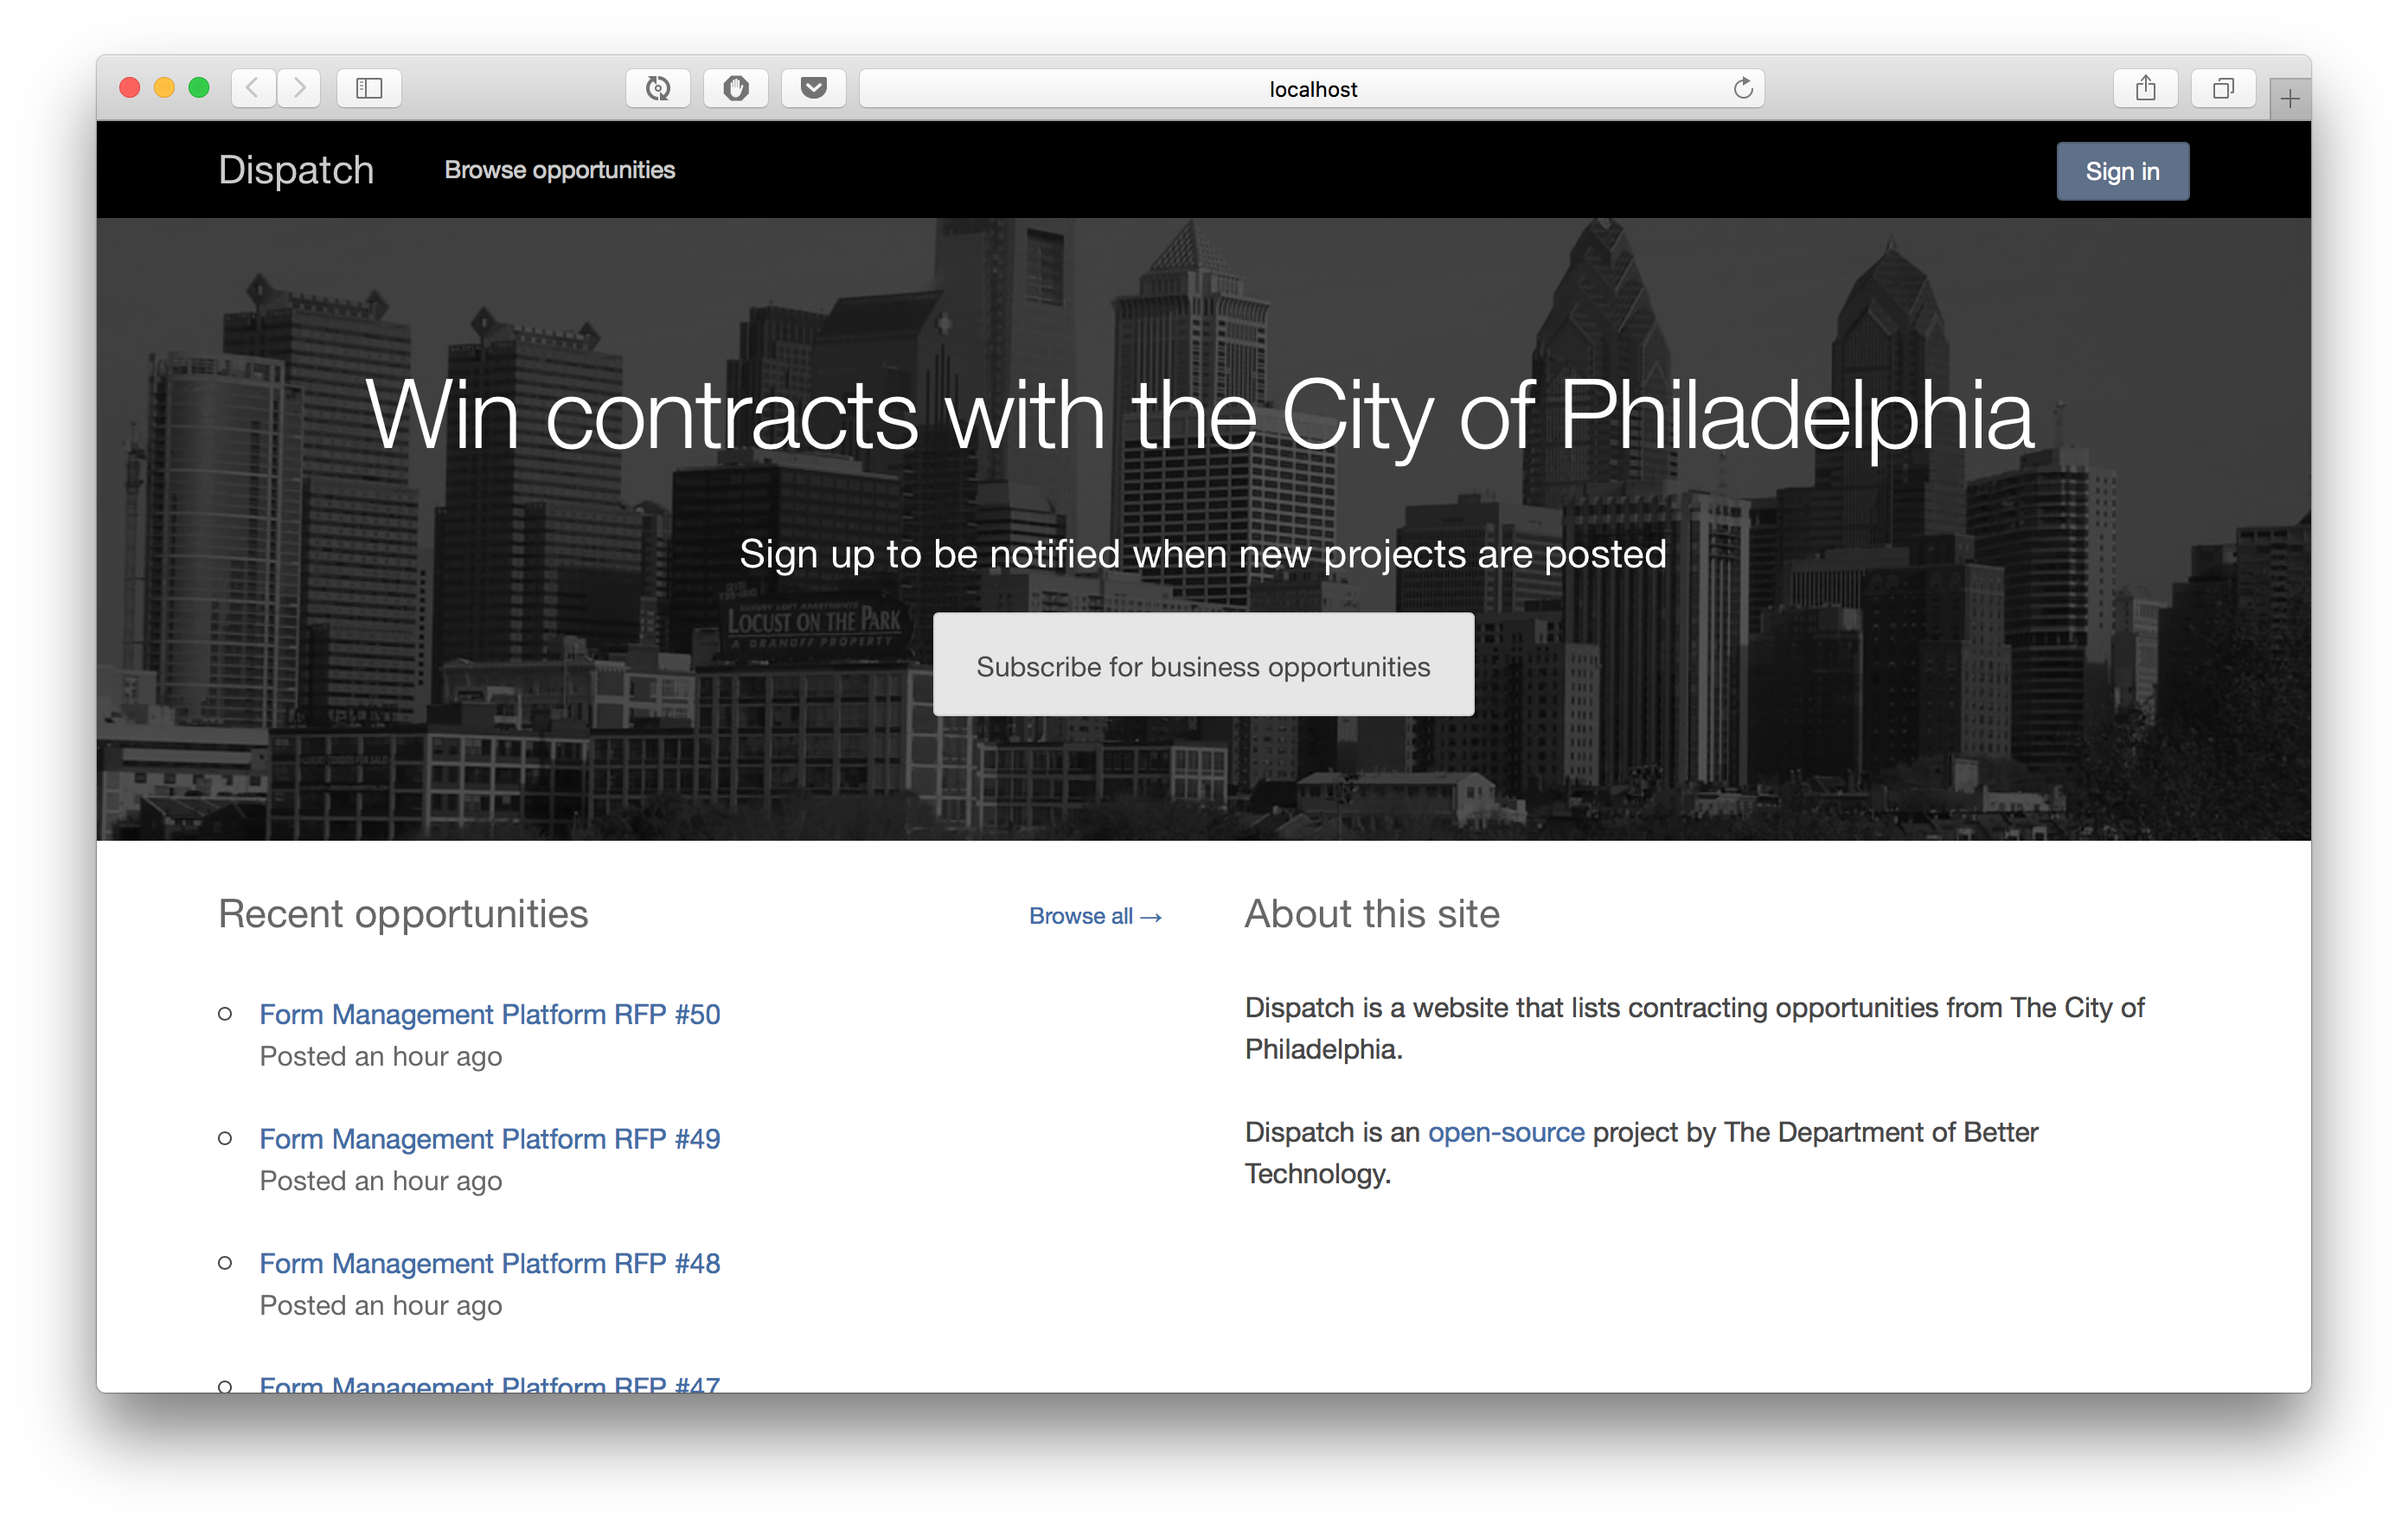 localhost
Dispatch
Browse opportunities
Sign in
Win contracts with the City of Philadelphia
Sign up to be notified when new projects are posted
LOCUST ON THE PARK
A DRANOFF PROPERTY
Subscribe for business opportunities
Recent opportunities
Browse all →
Form Management Platform RFP #50
Posted an hour ago
Form Management Platform RFP #49
Posted an hour ago
Form Management Platform RFP #48
Posted an hour ago
Form Management Platform RFP #47
About this site
Dispatch is a website that lists contracting opportunities from The City of
Philadelphia.
Dispatch is an open-source project by The Department of Better
Technology.